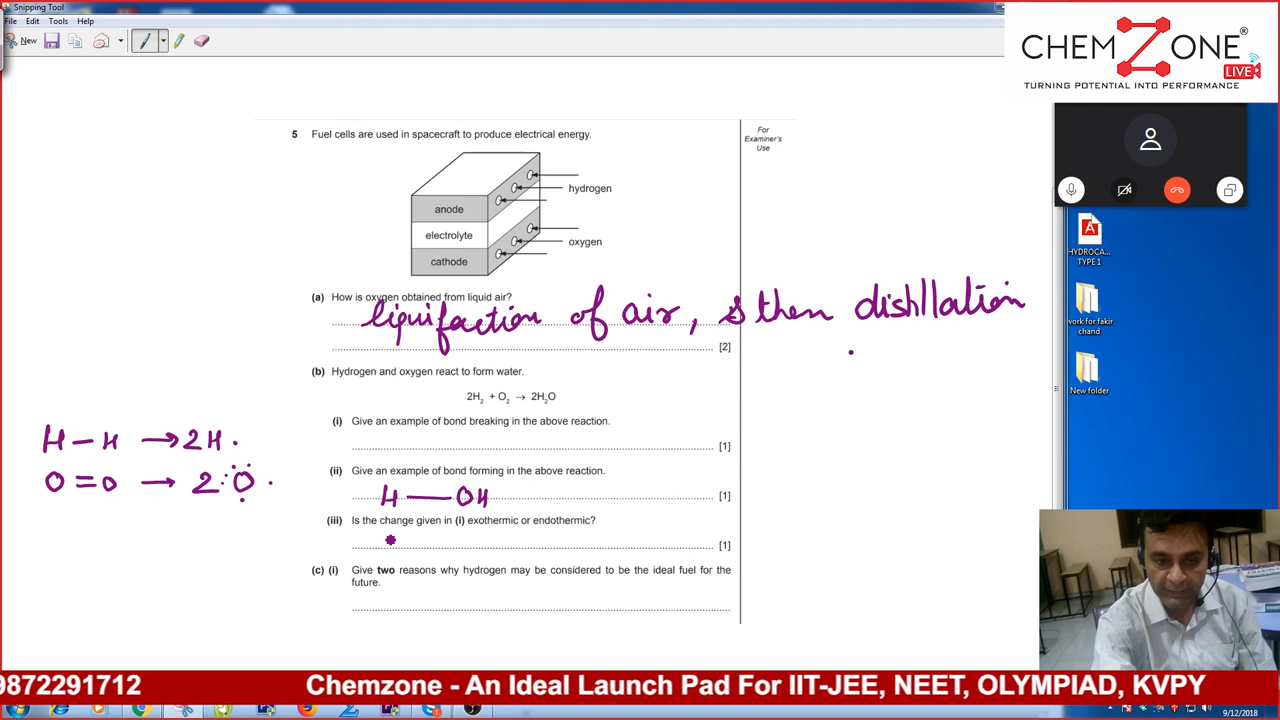 Snipping Tool
File Edit Tools Help
New
CHEMZONE®
LIVE
TURNING POTENTIAL INTO PERFORMANCE
For
Examiner's
Use
5 Fuel cells are used in spacecraft to produce electrical energy.
hydrogen
anode
electrolyte
oxygen
cathode
(a) How is oxygen obtained from liquid air?
liquifaction of air, & then distillation
[2]
(b) Hydrogen and oxygen react to form water.
2H₂ + O₂ → 2H₂O
(i) Give an example of bond breaking in the above reaction.
[1]
H – H → 2H·
O = O → 2 O
(ii) Give an example of bond forming in the above reaction.
H — OH [1]
(iii) Is the change given in (i) exothermic or endothermic?
[1]
(c) (i) Give two reasons why hydrogen may be considered to be the ideal fuel for the
future.
HYDROCA...
TYPE 1
work for fakir
chand
New folder
9872291712 Chemzone - An Ideal Launch Pad For IIT-JEE, NEET, OLYMPIAD, KVPY
9/12/2018